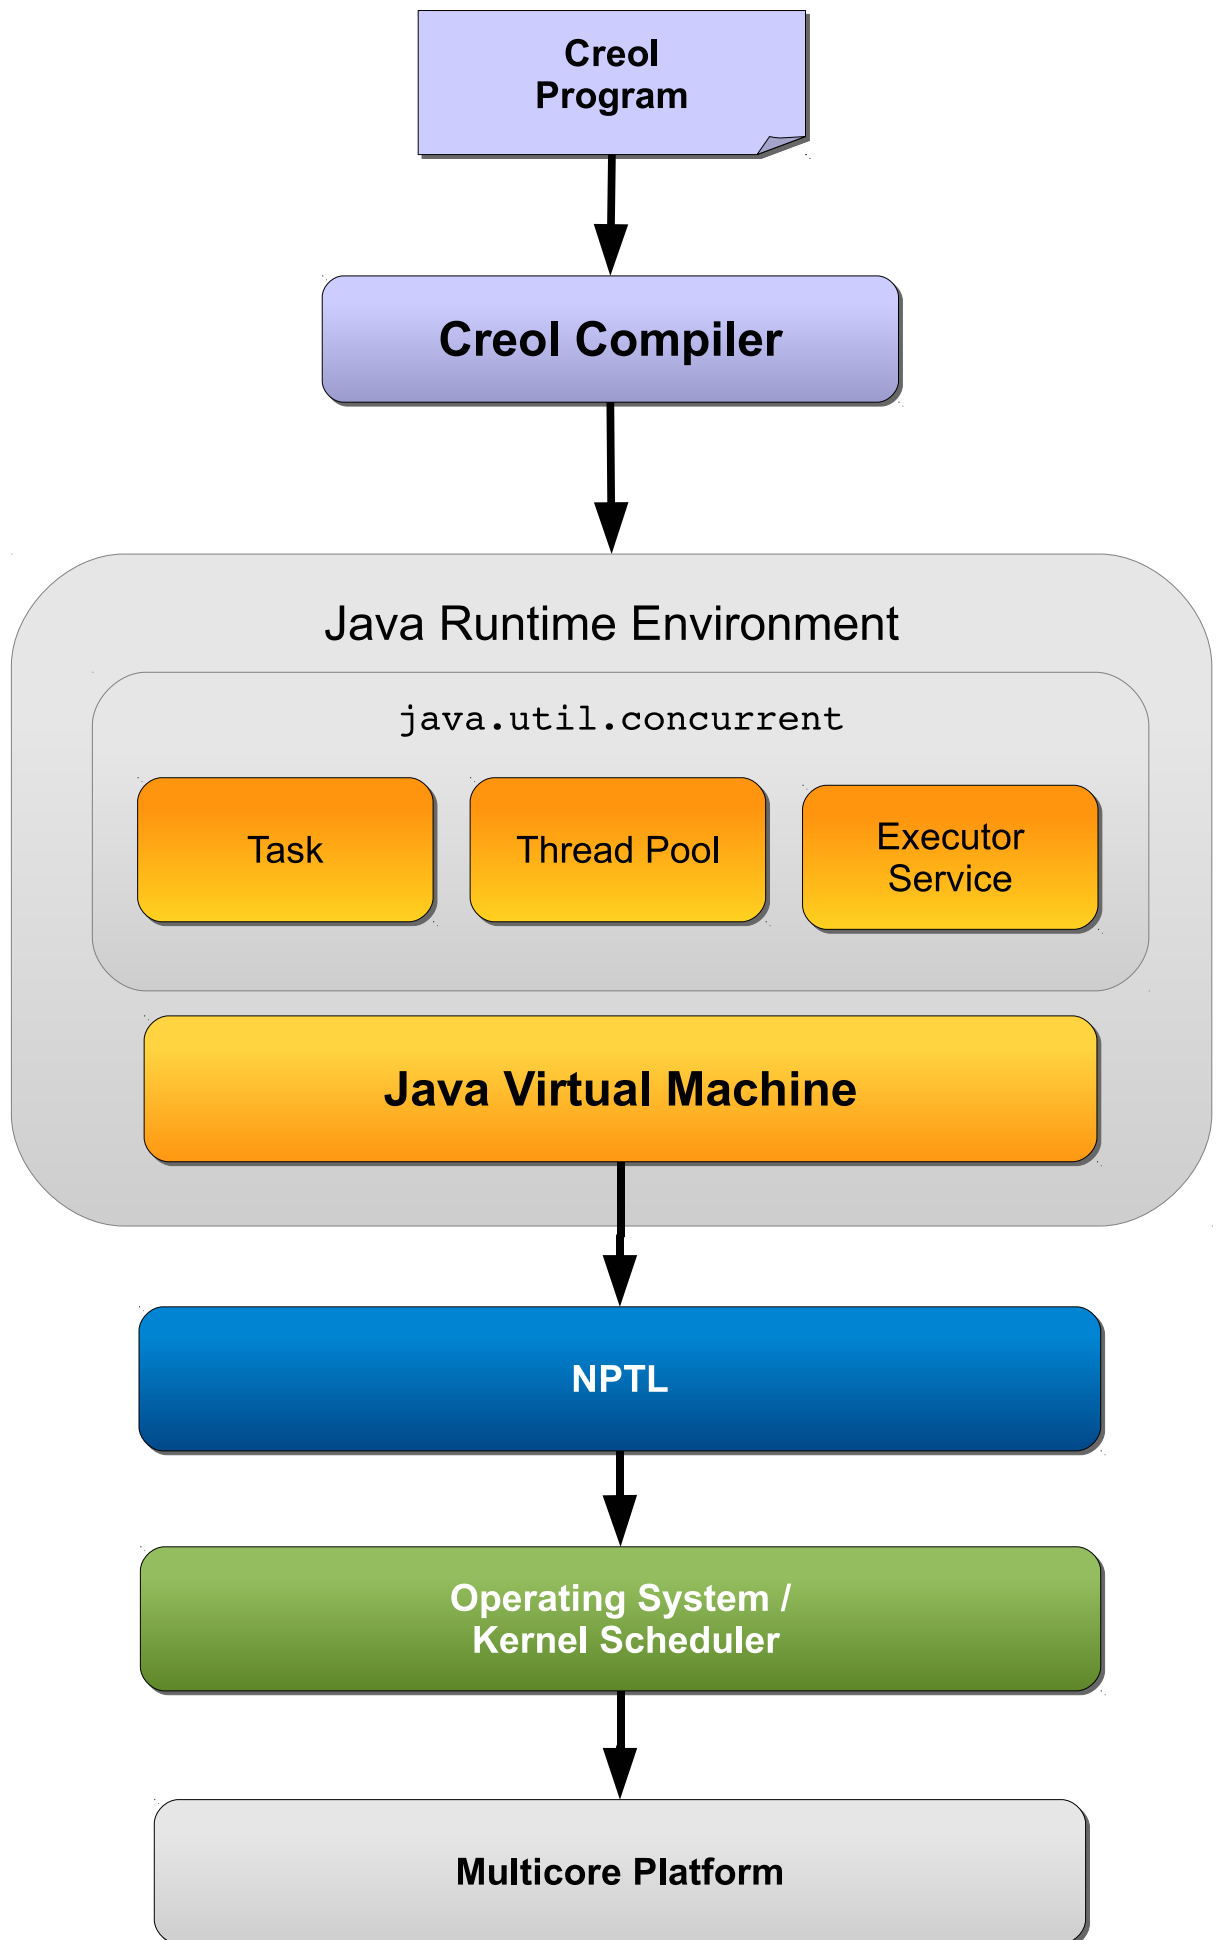 Creol
Program
Creol Compiler
Java Runtime Environment
java.util.concurrent
Task
Thread Pool
Executor
Service
Java Virtual Machine
NPTL
Operating System /
Kernel Scheduler
Multicore Platform